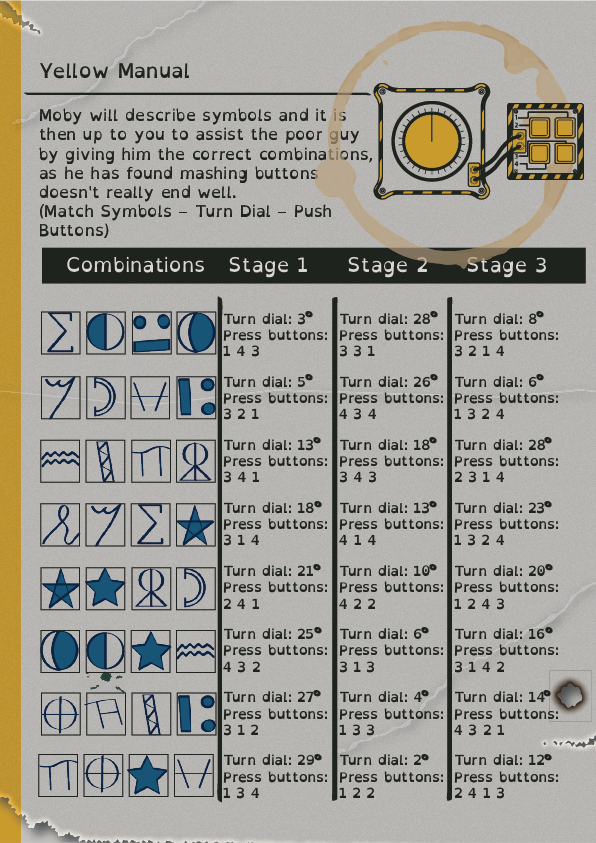 Yellow Manual
Moby will describe symbols and it is
then up to you to assist the poor guy
by giving him the correct combinations,
as he has found mashing buttons
doesn't really end well.
(Match Symbols – Turn Dial – Push
Buttons)
Combinations Stage 1 Stage 2 Stage 3
Turn dial: 3° Turn dial: 28° Turn dial: 8°
Press buttons: Press buttons: Press buttons:
1 4 3 3 3 1 3 2 1 4
Turn dial: 5° Turn dial: 26° Turn dial: 6°
Press buttons: Press buttons: Press buttons:
3 2 1 4 3 4 1 3 2 4
Turn dial: 13° Turn dial: 18° Turn dial: 28°
Press buttons: Press buttons: Press buttons:
3 4 1 3 4 3 2 3 1 4
Turn dial: 18° Turn dial: 13° Turn dial: 23°
Press buttons: Press buttons: Press buttons:
3 1 4 4 1 4 1 3 2 4
Turn dial: 21° Turn dial: 10° Turn dial: 20°
Press buttons: Press buttons: Press buttons:
2 4 1 4 2 2 1 2 4 3
Turn dial: 25° Turn dial: 6° Turn dial: 16°
Press buttons: Press buttons: Press buttons:
4 3 2 3 1 3 3 1 4 2
Turn dial: 27° Turn dial: 4° Turn dial: 14°
Press buttons: Press buttons: Press buttons:
3 1 2 1 3 3 4 3 2 1
Turn dial: 29° Turn dial: 2° Turn dial: 12°
Press buttons: Press buttons: Press buttons:
1 3 4 1 2 2 2 4 1 3